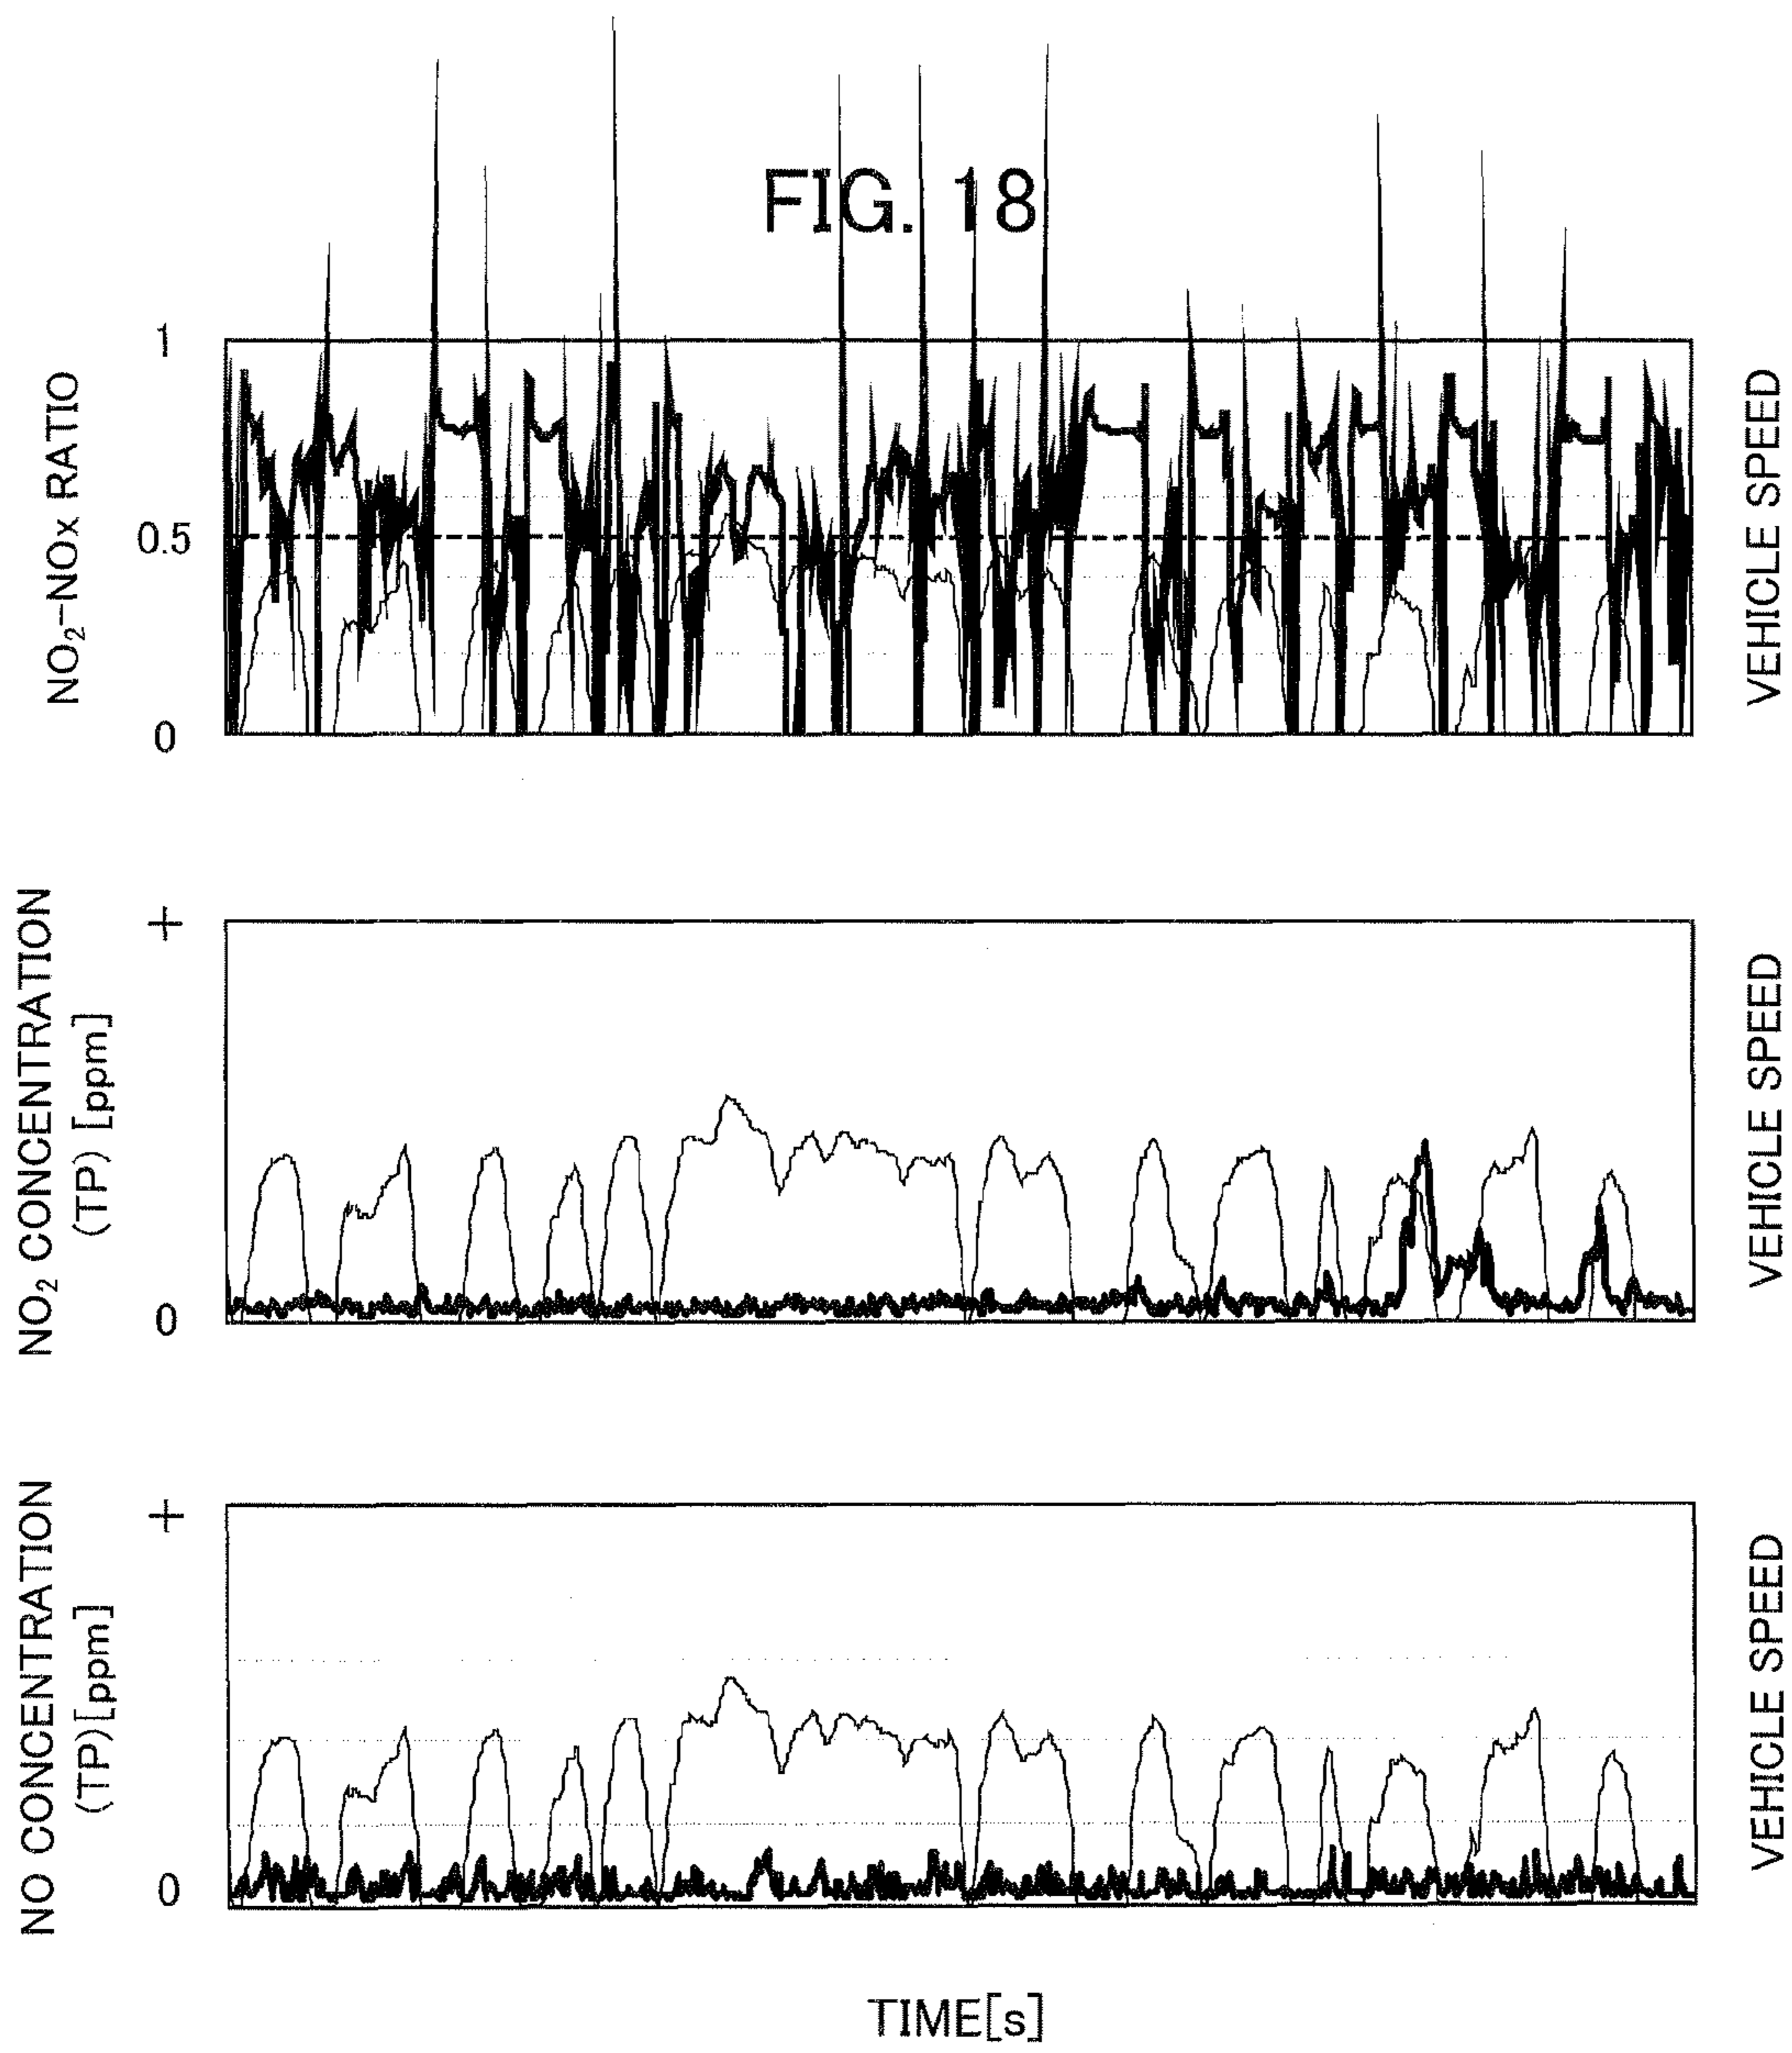 FIG. 18
NO₂-NOx RATIO
1
0.5
0
VEHICLE SPEED
NO₂ CONCENTRATION
(TP) [ppm]
+
0
VEHICLE SPEED
NO CONCENTRATION
(TP)[ppm]
+
0
VEHICLE SPEED
TIME[s]